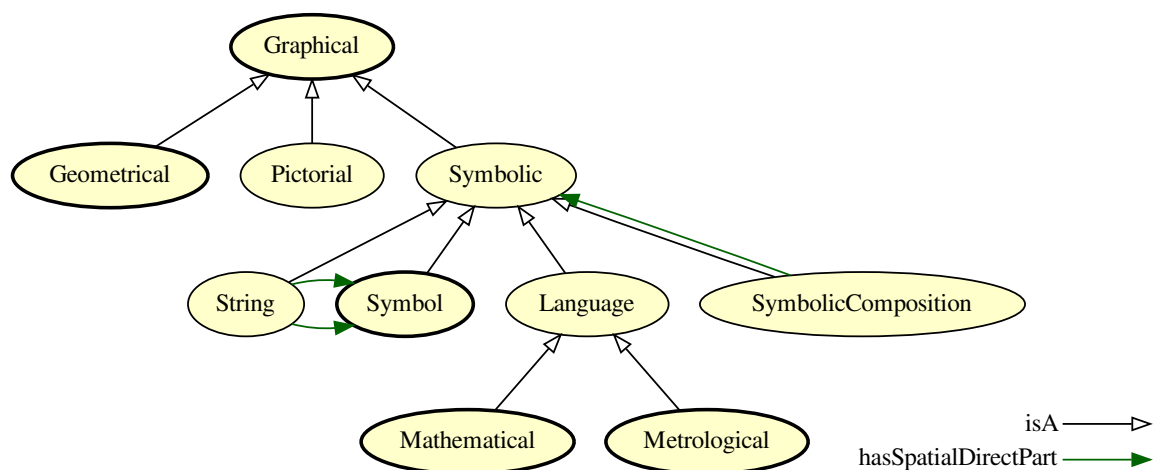 Graphical
Geometrical
Pictorial
Symbolic
String
Symbol
Language
SymbolicComposition
Mathematical
Metrological
isA
hasSpatialDirectPart